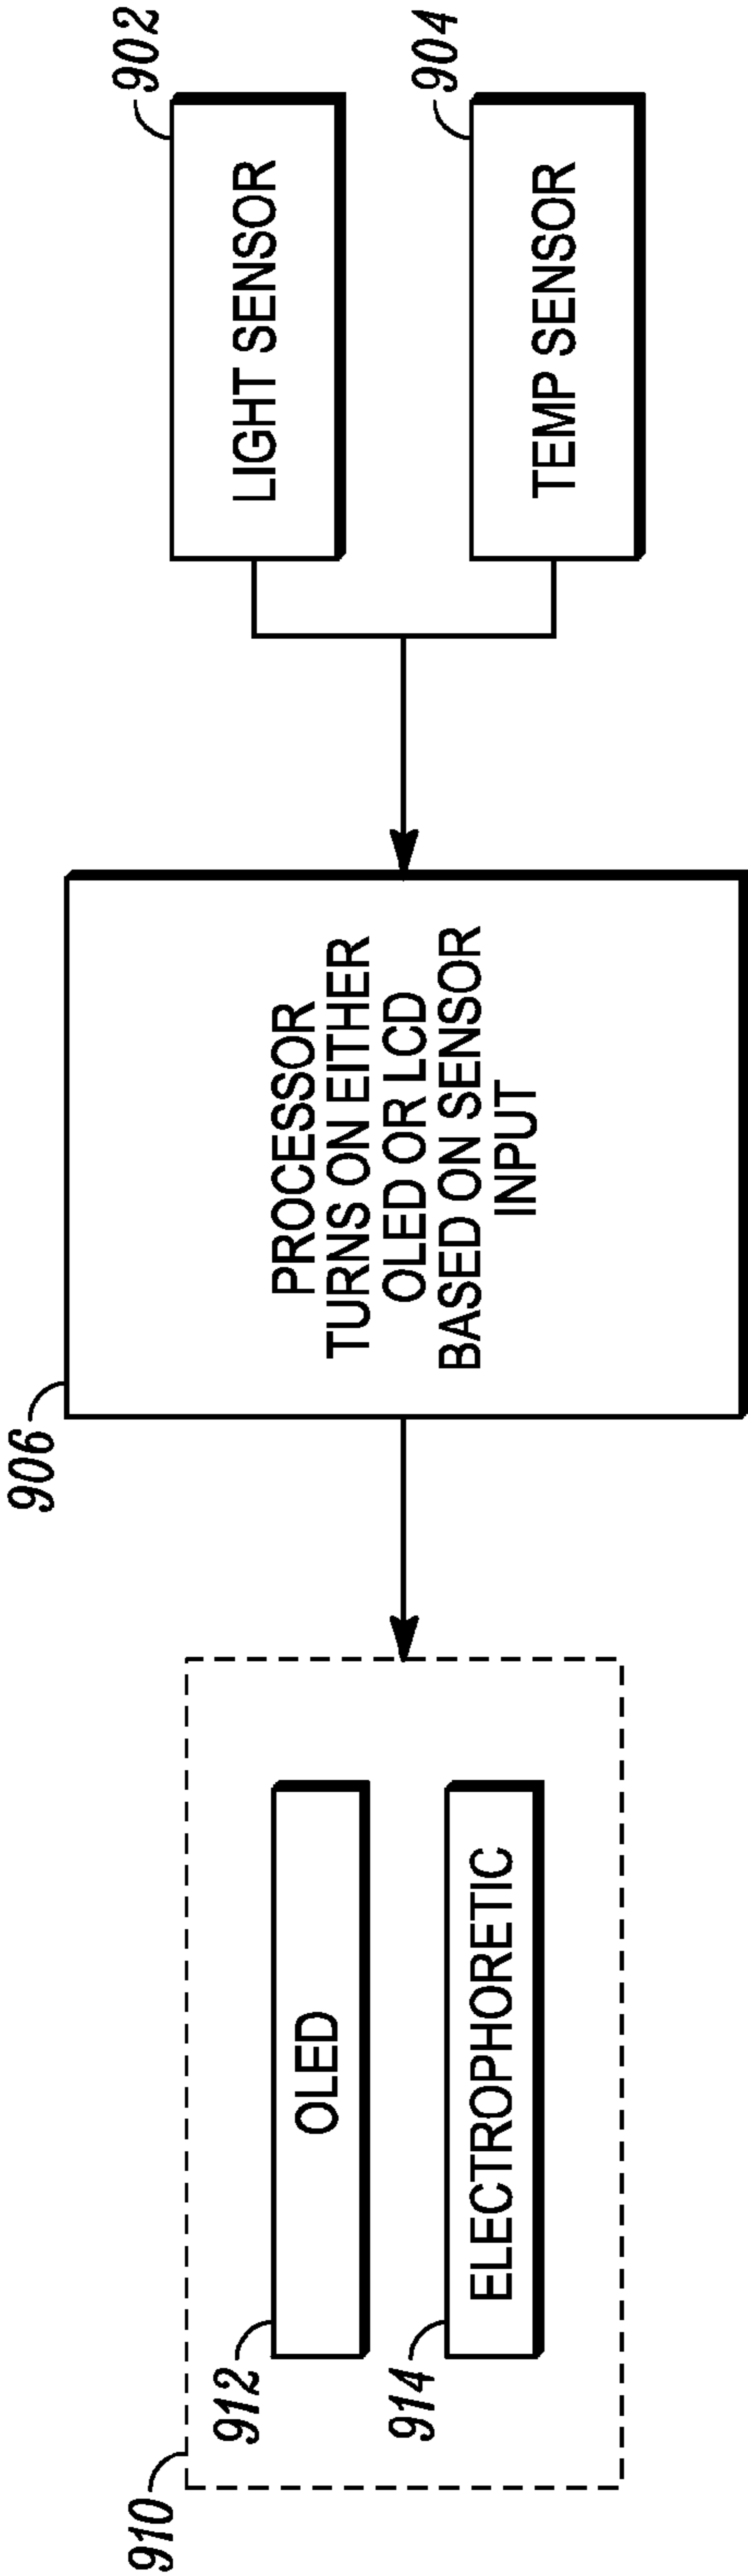 910
912
OLED
914
ELECTROPHORETIC
906
PROCESSOR
TURNS ON EITHER
OLED OR LCD
BASED ON SENSOR
INPUT
902
LIGHT SENSOR
904
TEMP SENSOR